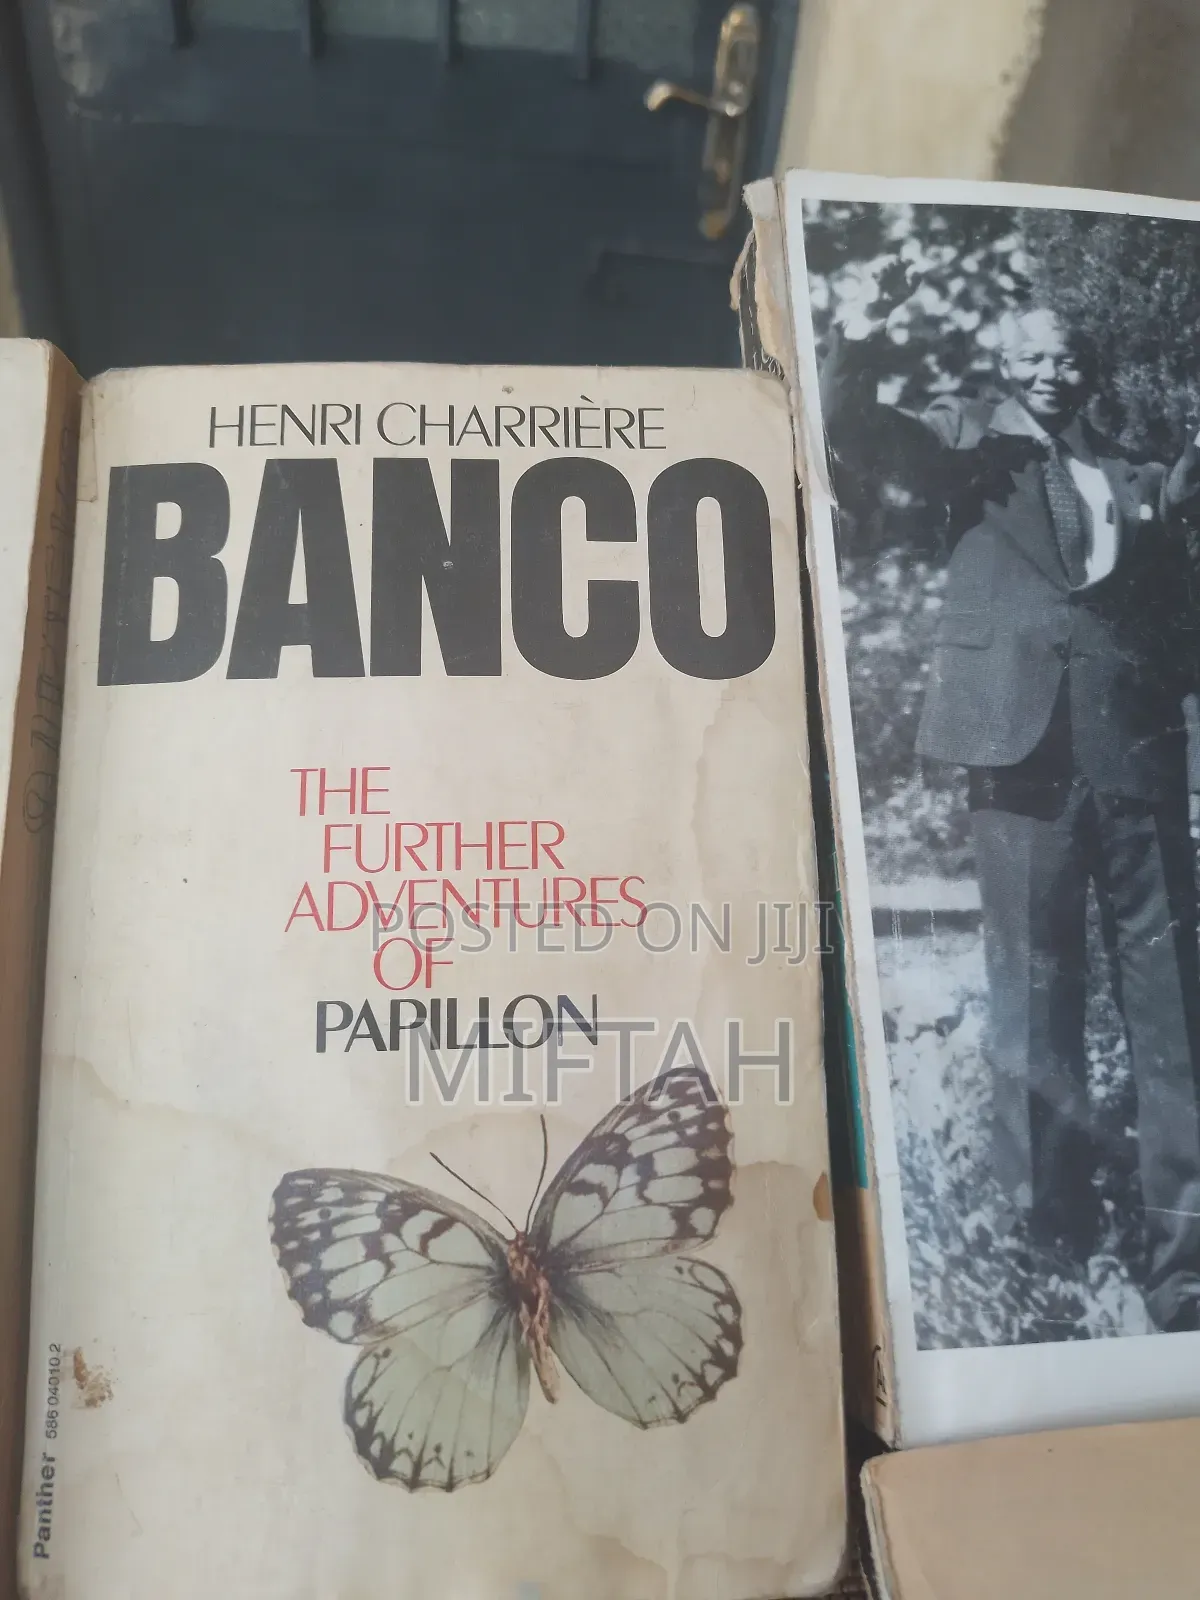 HENRI CHARRIÈRE
BANCO
THE
FURTHER
ADVENTURES
OF
PAPILLON
POSTED ON JIJI
MIFTAH
Panther 586 04010 2